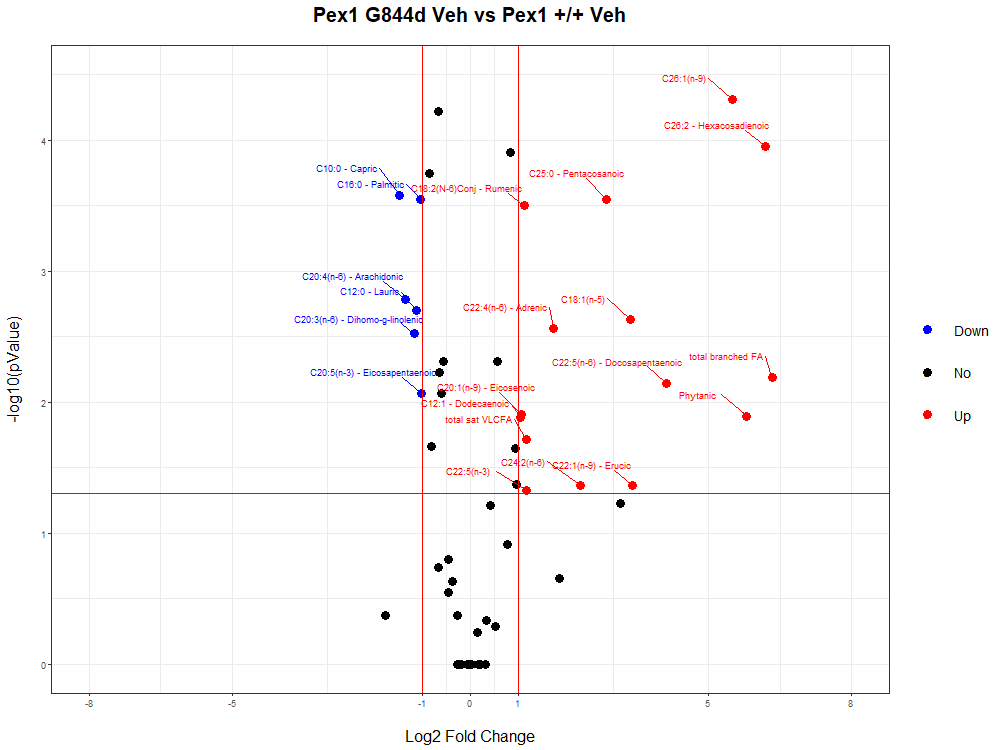 Pex1 G844d Veh vs Pex1 +/+ Veh
C26:1(n-9)
C26:2 - Hexacosadienoic
C10:0 - Capric
C25:0 - Pentacosanoic
C16:0 - Palmitic
C18:2(N-6)Conj - Rumenic
C20:4(n-6) - Arachidonic
C12:0 - Lauric
C18:1(n-5)
C22:4(n-6) - Adrenic
C20:3(n-6) - Dihomo-g-linolenic
total branched FA
C22:5(n-6) - Docosapentaenoic
C20:5(n-3) - Eicosapentaenoic
C20:1(n-9) - Eicosenoic
Phytanic
C12:1 - Dodecaenoic
total sat VLCFA
C24:2(n-6)
C22:1(n-9) - Erucic
C22:5(n-3)
4
3
2
1
0
-log10(pValue)
-8
-5
-1
0
1
5
8
Log2 Fold Change
Down
No
Up